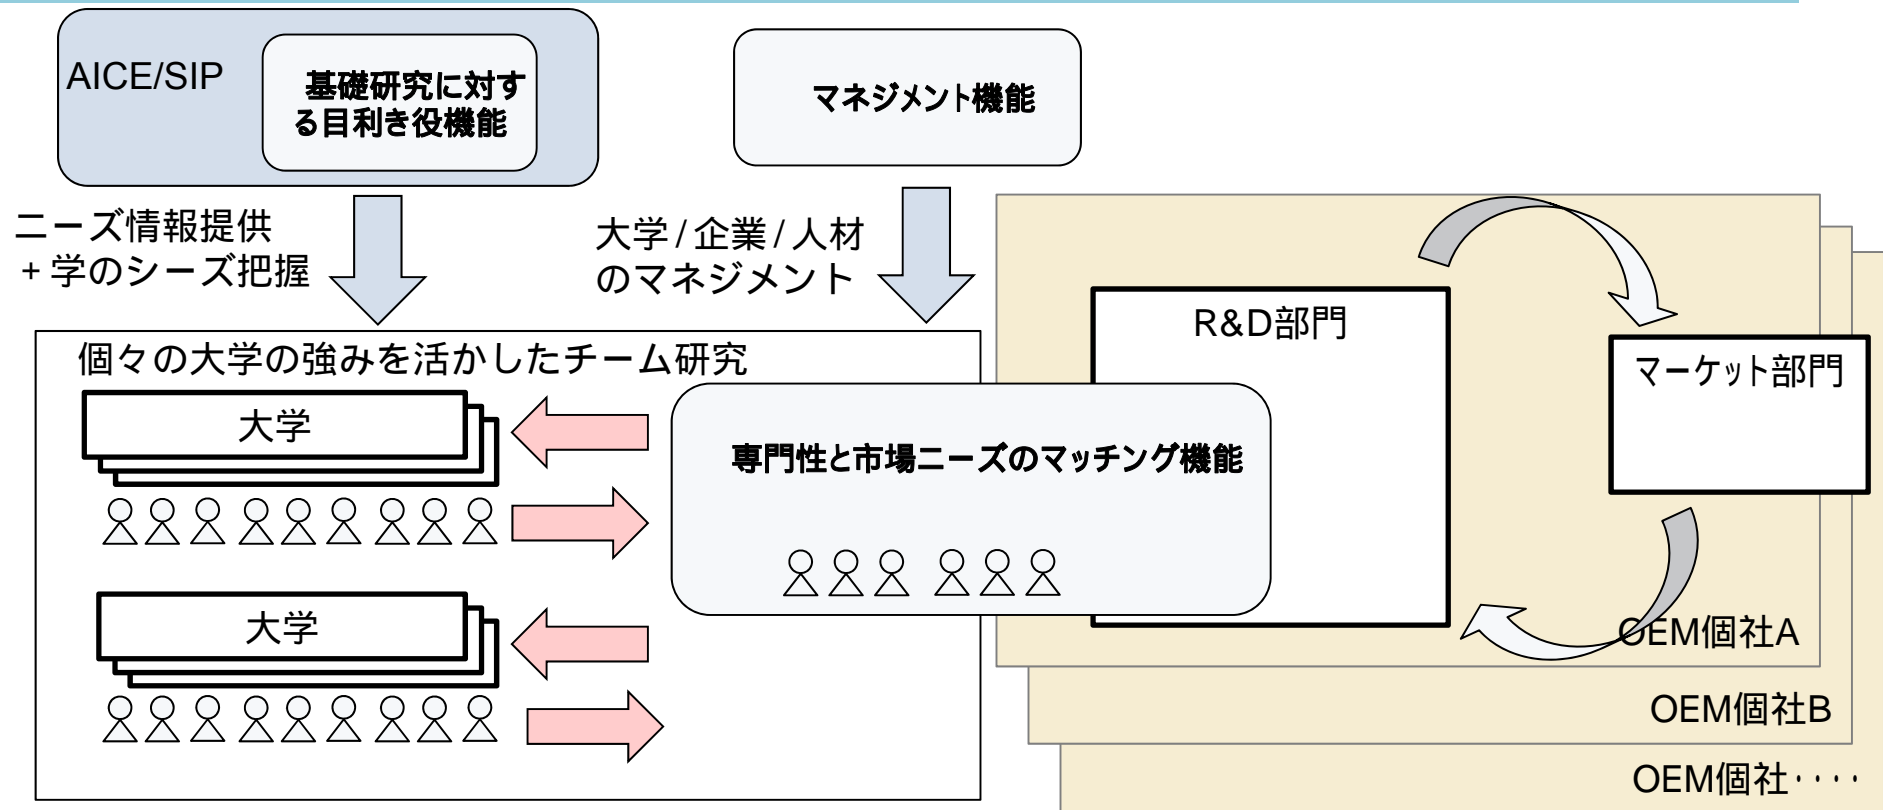 AICE/SIP
基礎研究に対す
る目利き役機能
マネジメント機能
ニーズ情報提供
+学のシーズ把握
大学/企業/人材
のマネジメント
個々の大学の強みを活かしたチーム研究
大学
大学
専門性と市場ニーズのマッチング機能
R&D部門
マーケット部門
OEM個社A
OEM個社B
OEM個社････